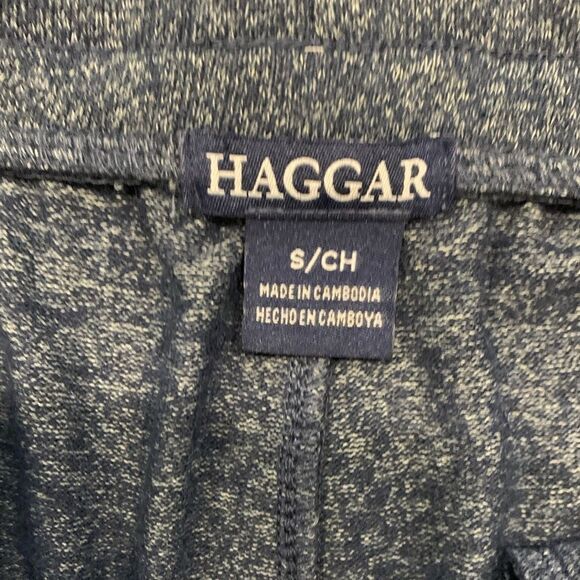 HAGGAR
S/CH
MADE IN CAMBODIA
HECHO EN CAMBOYA